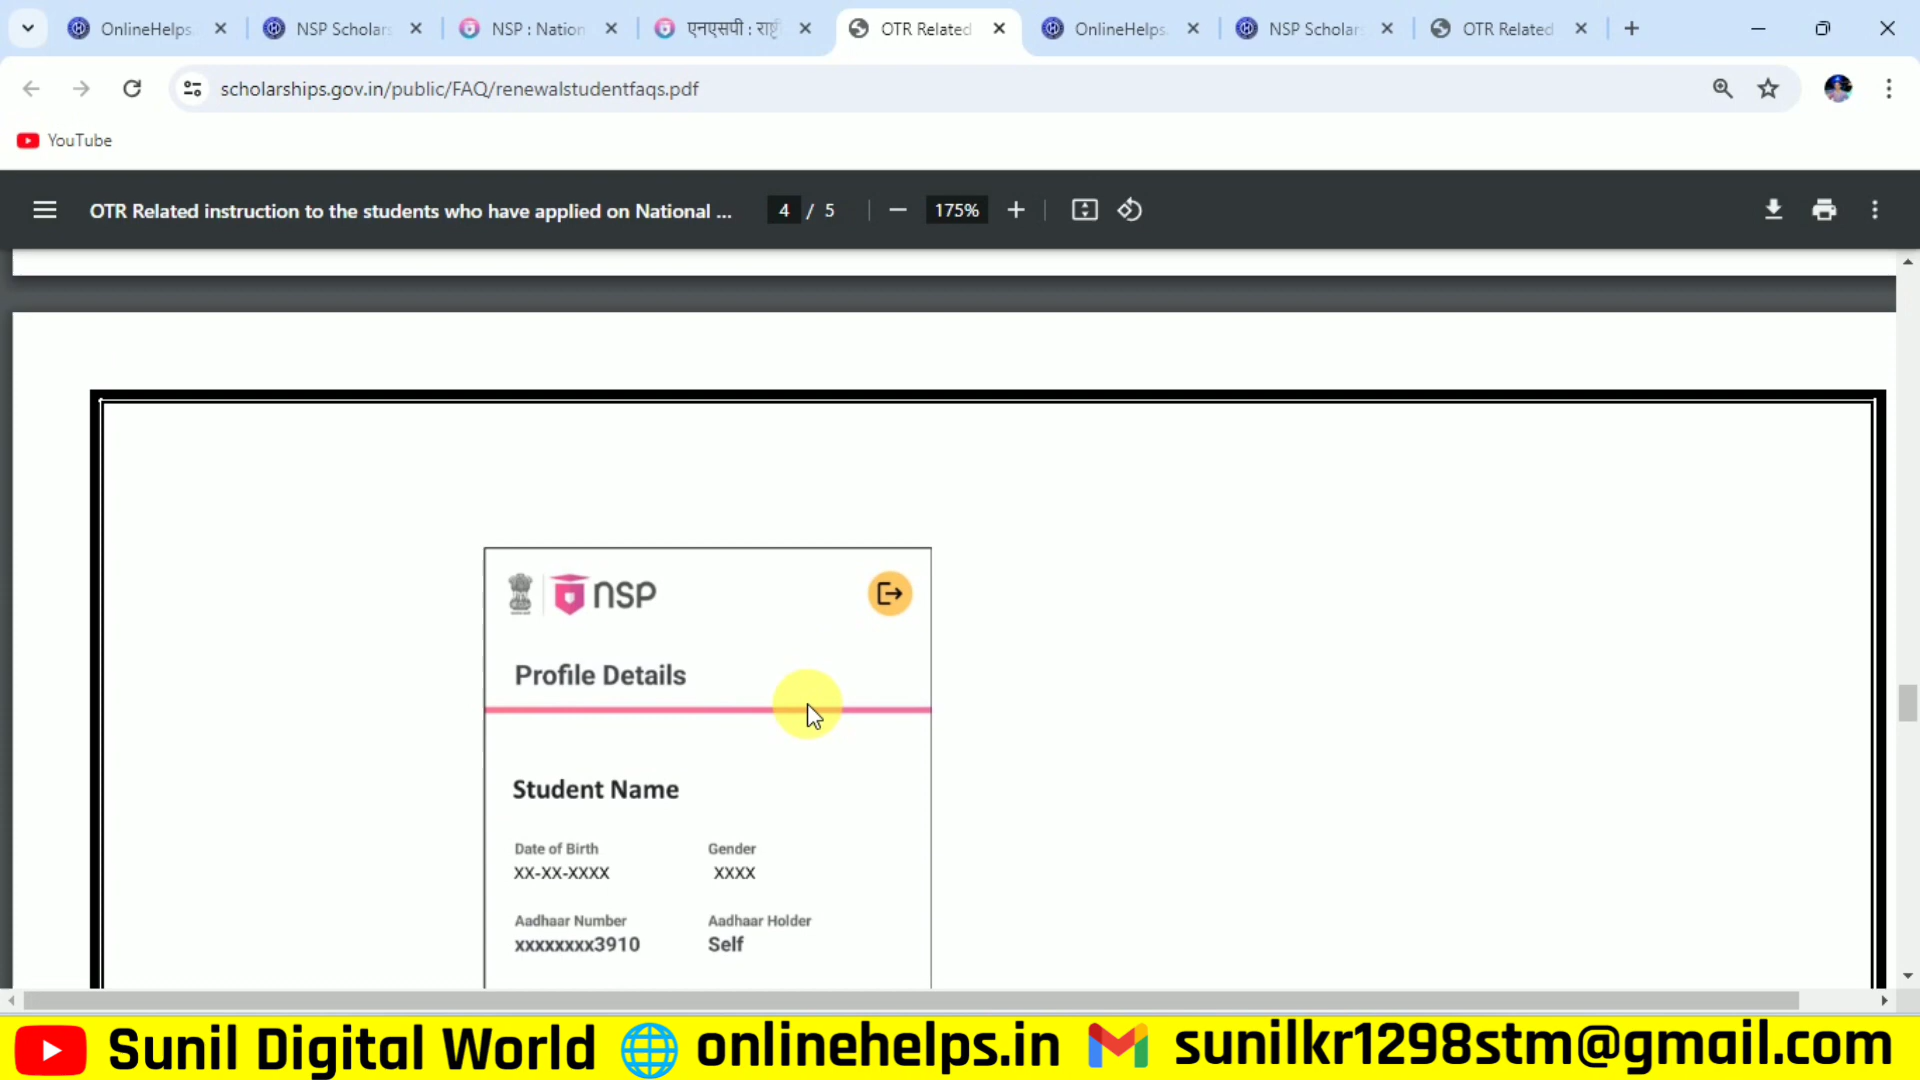 OnlineHelps
NSP Scholars
NSP : Nation
एनएसपी : राष्ट्री
OTR Related
OnlineHelps
NSP Scholar
OTR Related
scholarships.gov.in/public/FAQ/renewalstudentfaqs.pdf
YouTube
OTR Related instruction to the students who have applied on National ...
4 / 5
175%
nsp
Profile Details
Student Name
Date of Birth Gender
XX-XX-XXXX XXXX
Aadhaar Number Aadhaar Holder
xxxxxxxx3910 Self
Sunil Digital World onlinehelps.in sunilkr1298stm@gmail.com